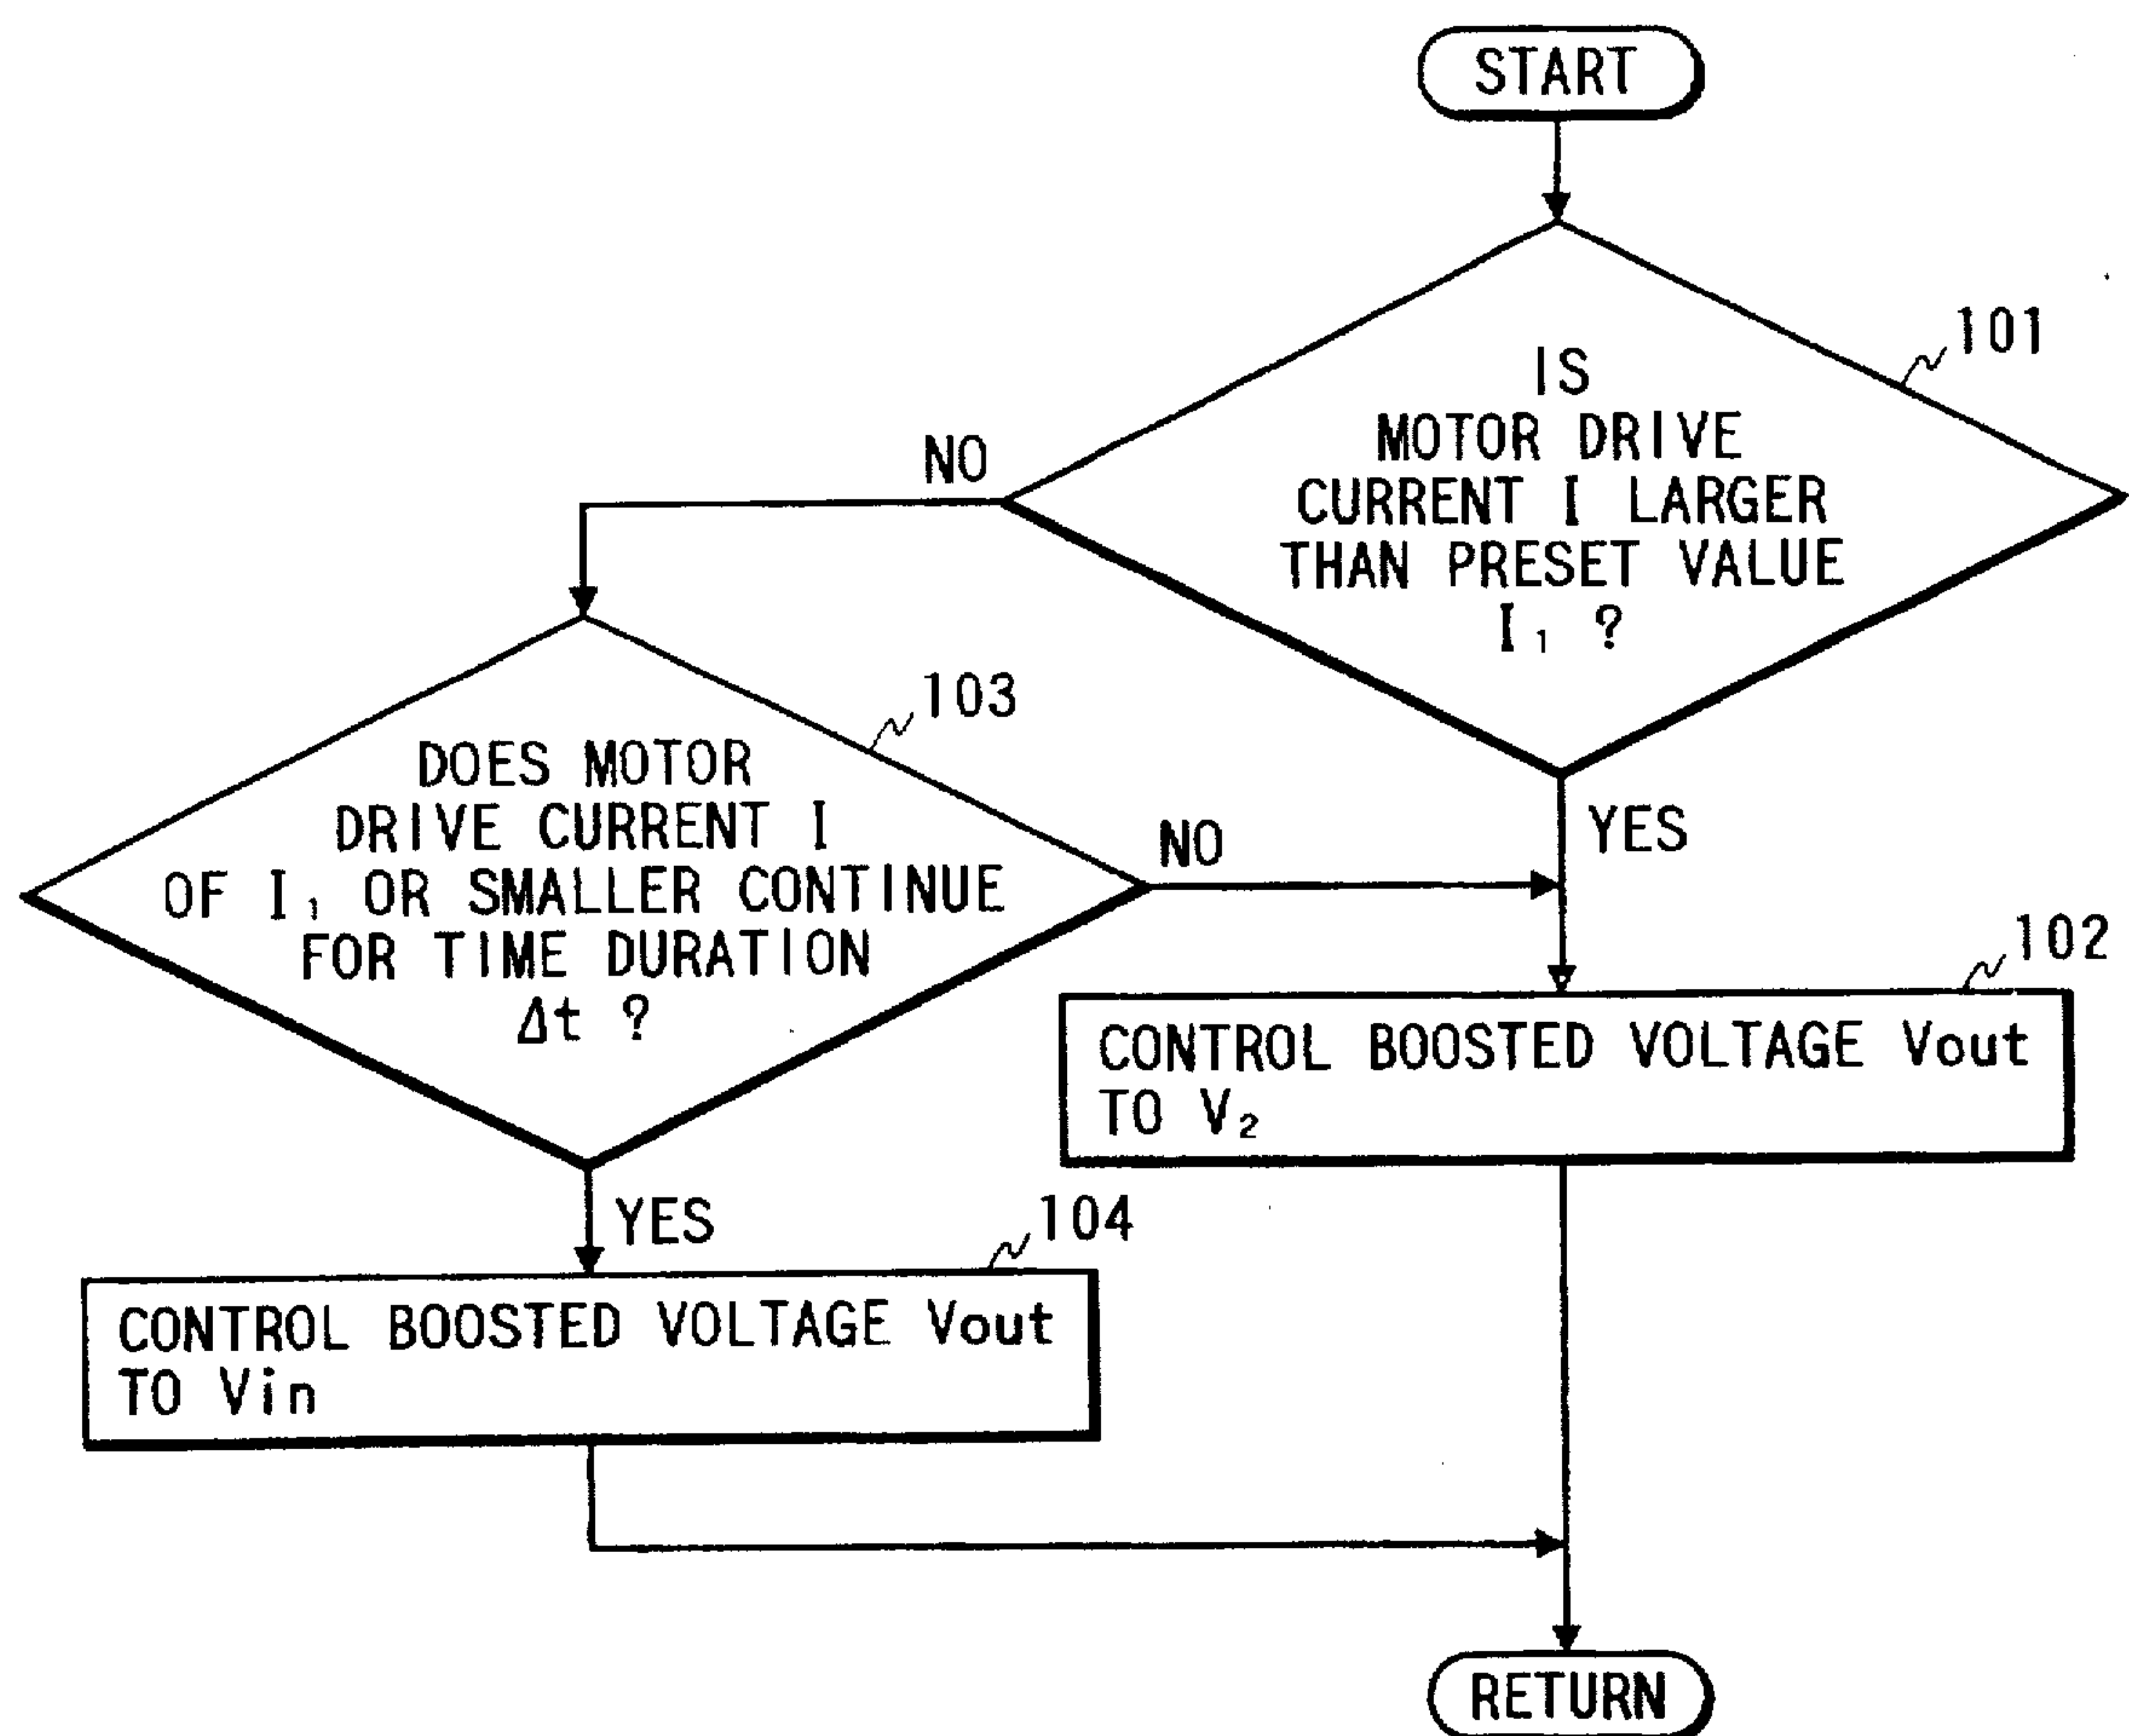 START
101
IS
MOTOR DRIVE
CURRENT I LARGER
THAN PRESET VALUE
I₁ ?
NO
YES
103
DOES MOTOR
DRIVE CURRENT I
OF I₁ OR SMALLER CONTINUE
FOR TIME DURATION
Δt ?
NO
YES
102
CONTROL BOOSTED VOLTAGE Vout
TO V₂
104
CONTROL BOOSTED VOLTAGE Vout
TO Vin
RETURN